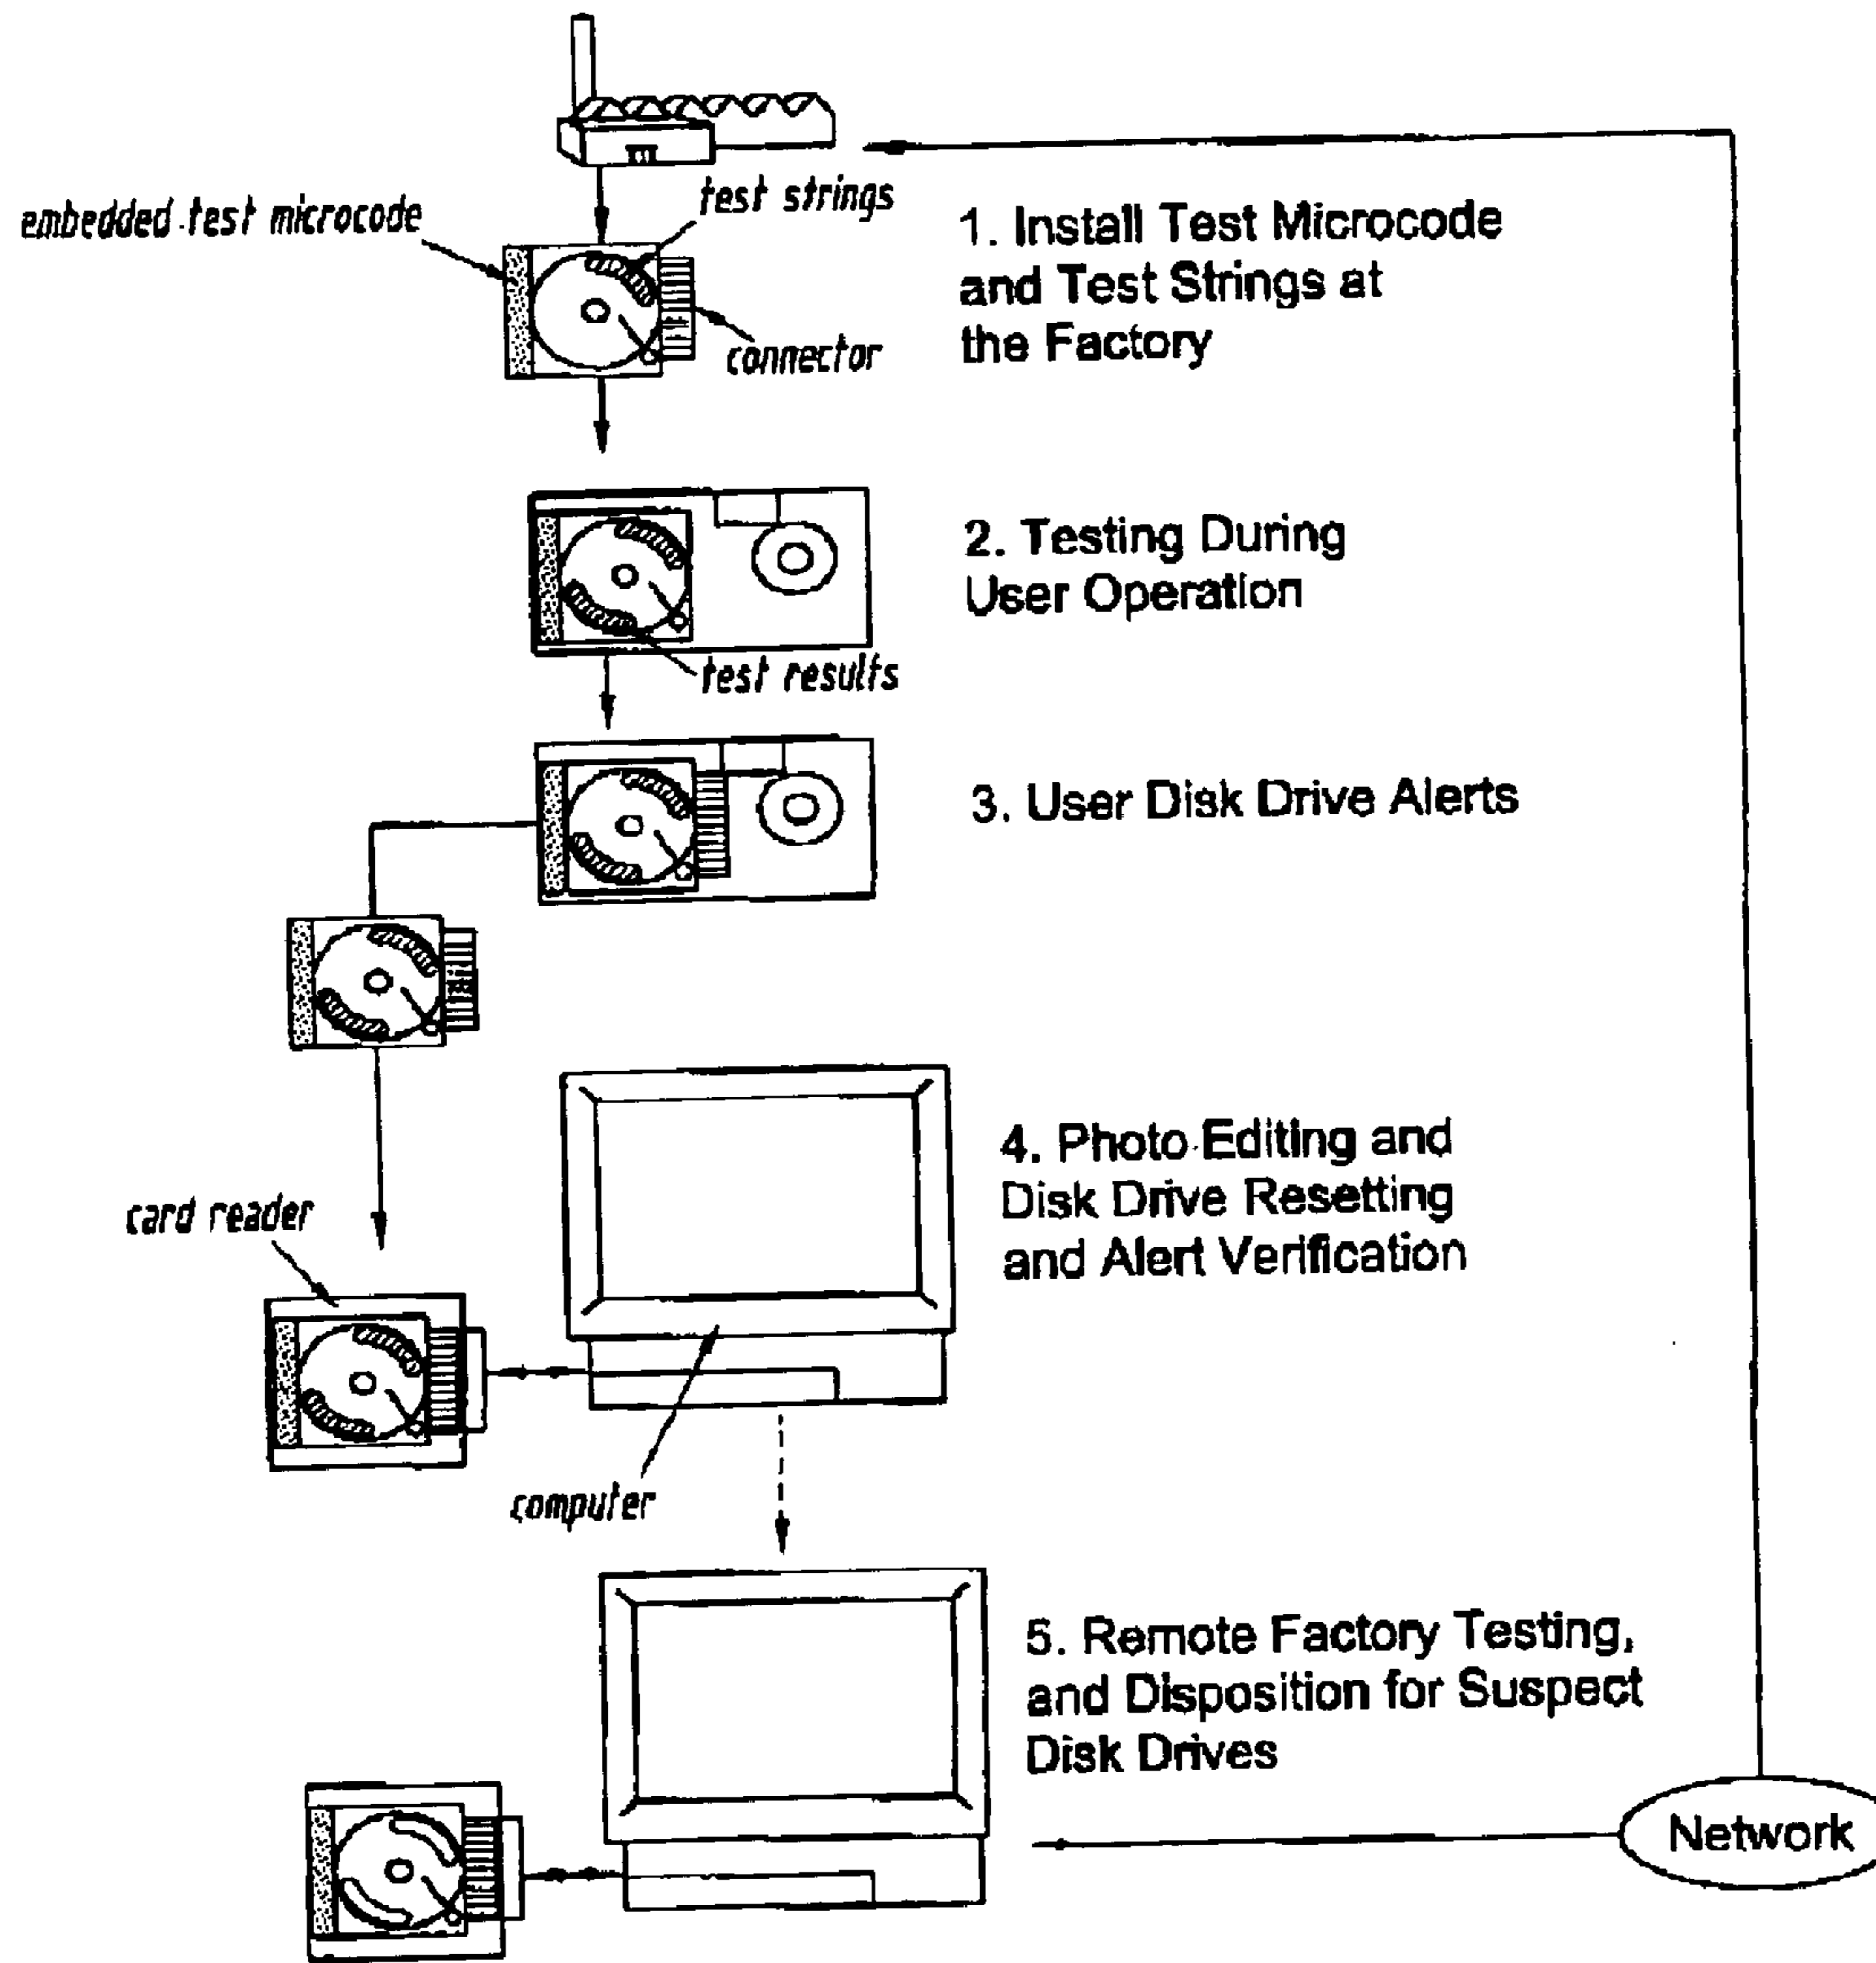 test strings
embedded test microcode
connector
1. Install Test Microcode
and Test Strings at
the Factory
2. Testing During
User Operation
test results
3. User Disk Drive Alerts
4. Photo Editing and
Disk Drive Resetting
and Alert Verification
card reader
computer
5. Remote Factory Testing,
and Disposition for Suspect
Disk Drives
Network